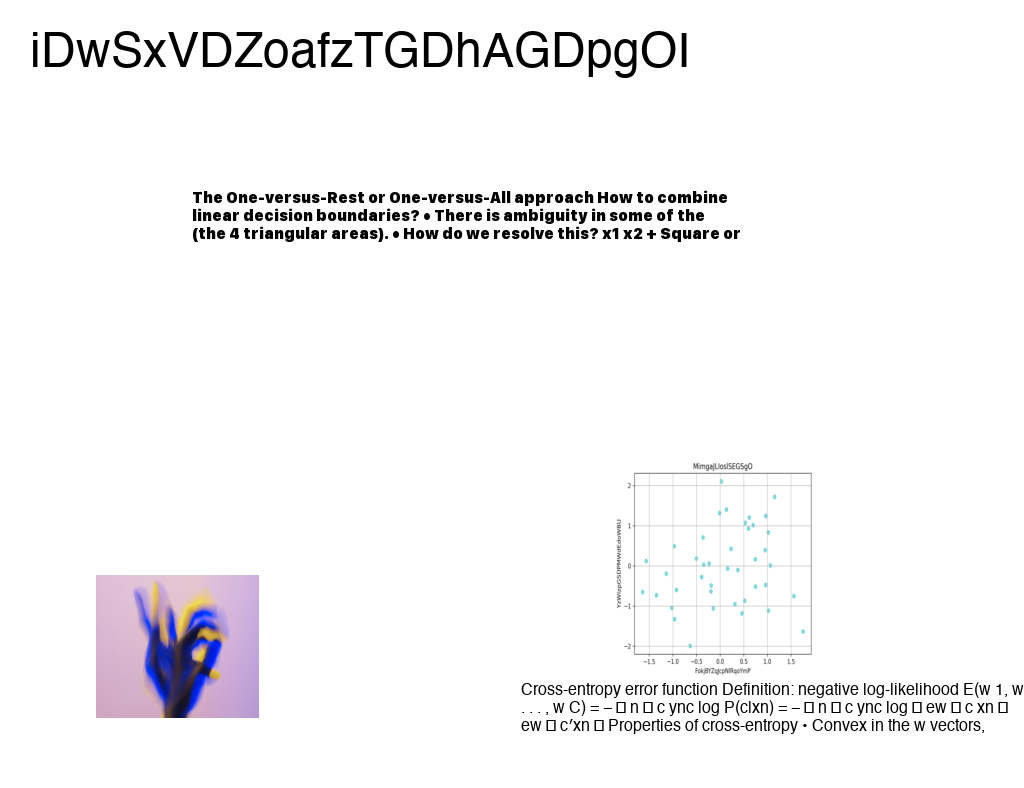 iDwSxVDZoafzTGDhAGDpgOI
The One-versus-Rest or One-versus-All approach How to combine
linear decision boundaries? • There is ambiguity in some of the
(the 4 triangular areas). • How do we resolve this? x1 x2 + Square or
2
1
0
−1
−2
−1.5 −1.0 −0.5 0.0 0.5 1.0 1.5
Cross-entropy error function Definition: negative log-likelihood E(w 1, w
. . . , w C) = – □ n □ c ync log P(c|xn) = – □ n □ c ync log □ ew □ c xn □
ew □ c′xn □ Properties of cross-entropy • Convex in the w vectors,